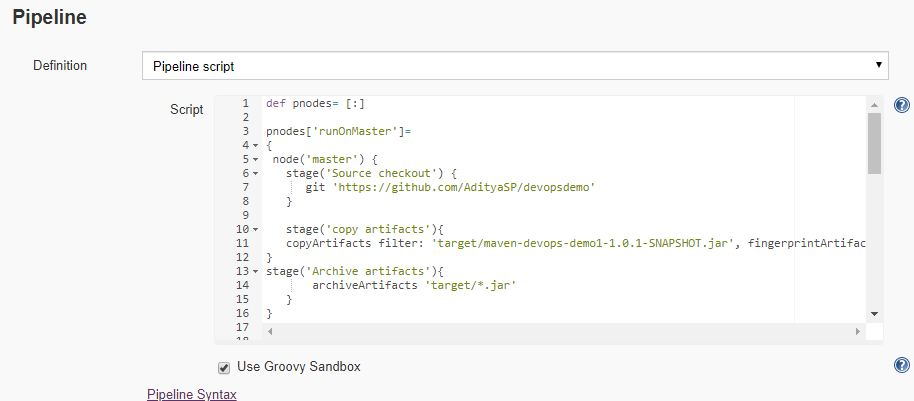 Pipeline
Definition
Pipeline script
Script
1 def pnodes= [:]
2
3 pnodes['runOnMaster']=
4 {
5 node('master') {
6 stage('Source checkout') {
7 git 'https://github.com/AdityaSP/devopsdemo'
8 }
9
10 stage('copy artifacts'){
11 copyArtifacts filter: 'target/maven-devops-demo1-1.0.1-SNAPSHOT.jar', fingerprintArtifac
12 }
13 stage('Archive artifacts'){
14 archiveArtifacts 'target/*.jar'
15 }
16 }
17
18
Use Groovy Sandbox
Pipeline Syntax